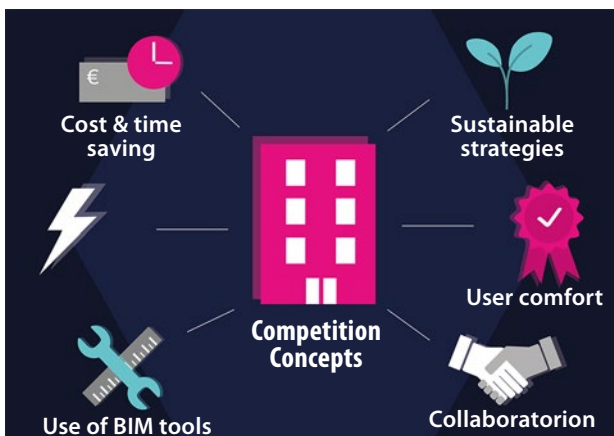 €
Cost & time
saving
Sustainable
strategies
User comfort
Competition
Concepts
Use of BIM tools
Collaboratorion